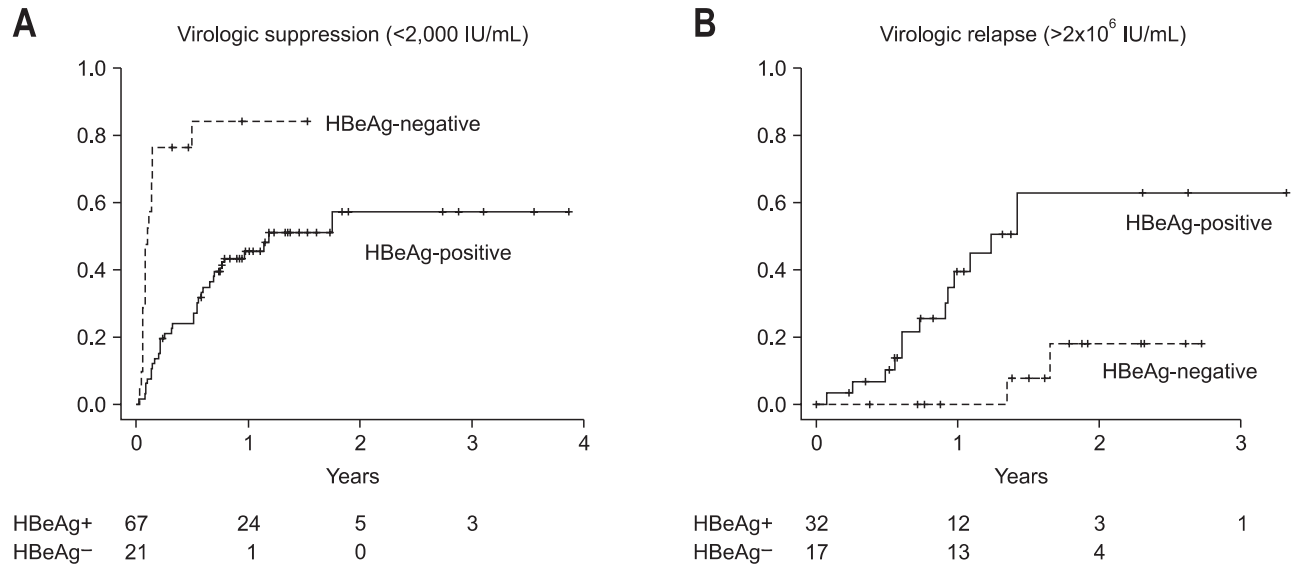 A
Virologic suppression (<2,000 IU/mL)
1.0
0.8
0.6
0.4
0.2
0.0
HBeAg-negative
HBeAg-positive
0 1 2 3 4
Years
HBeAg+ 67 24 5 3
HBeAg− 21 1 0
B
Virologic relapse (>2x10⁶ IU/mL)
1.0
0.8
0.6
0.4
0.2
0.0
HBeAg-positive
HBeAg-negative
0 1 2 3
Years
HBeAg+ 32 12 3 1
HBeAg− 17 13 4